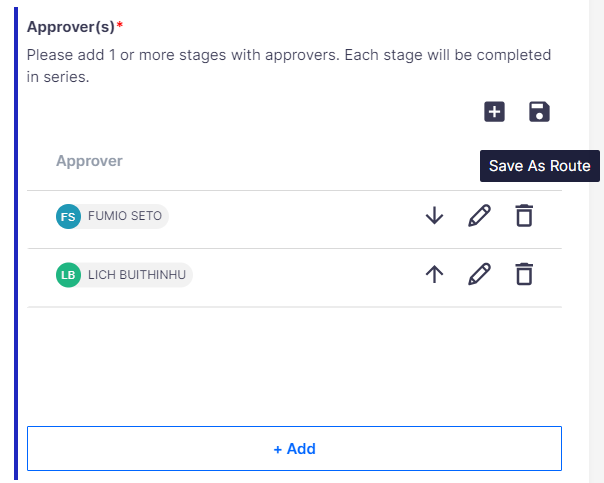 Approver(s)*
Please add 1 or more stages with approvers. Each stage will be completed
in series.
Approver
Save As Route
FS FUMIO SETO
LB LICH BUITHINHU
+ Add